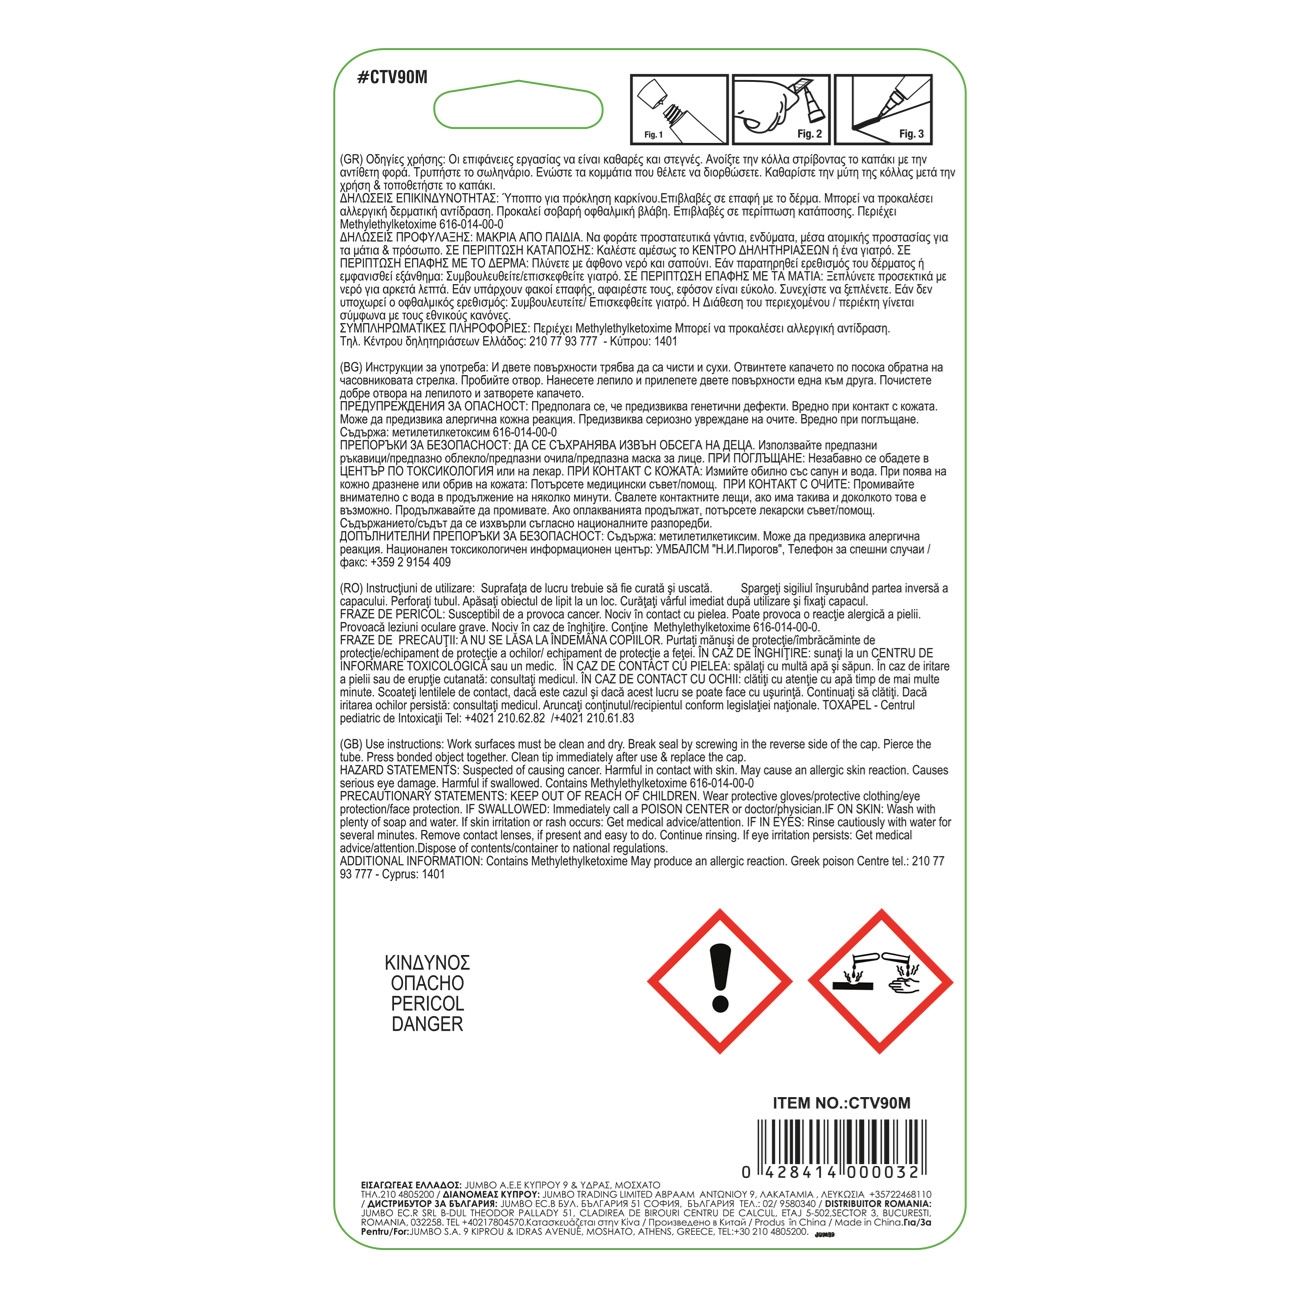 #CTV90M
Fig. 1
Fig. 2
Fig. 3
(GR) Οδηγίες χρήσης: Οι επιφάνειες εργασίας να είναι καθαρές και στεγνές. Ανοίξτε την κόλλα στρίβοντας το καπάκι με την
αντίθετη φορά. Τρυπήστε το σωληνάριο. Ενώστε τα κομμάτια που θέλετε να διορθώσετε. Καθαρίστε την μύτη της κόλλας μετά την
χρήση & τοποθετήστε το καπάκι.
ΔΗΛΩΣΕΙΣ ΕΠΙΚΙΝΔΥΝΟΤΗΤΑΣ: Ύποπτο για πρόκληση καρκίνου.Επιβλαβές σε επαφή με το δέρμα. Μπορεί να προκαλέσει
αλλεργική δερματική αντίδραση. Προκαλεί σοβαρή οφθαλμική βλάβη. Επιβλαβές σε περίπτωση κατάποσης. Περιέχει
Methylethylketoxime 616-014-00-0
ΔΗΛΩΣΕΙΣ ΠΡΟΦΥΛΑΞΗΣ: ΜΑΚΡΙΑ ΑΠΟ ΠΑΙΔΙΑ. Να φοράτε προστατευτικά γάντια, ενδύματα, μέσα ατομικής προστασίας για
τα μάτια & πρόσωπο. ΣΕ ΠΕΡΙΠΤΩΣΗ ΚΑΤΑΠΟΣΗΣ: Καλέστε αμέσως το ΚΕΝΤΡΟ ΔΗΛΗΤΗΡΙΑΣΕΩΝ ή ένα γιατρό. ΣΕ
ΠΕΡΙΠΤΩΣΗ ΕΠΑΦΗΣ ΜΕ ΤΟ ΔΕΡΜΑ: Πλύνετε με άφθονο νερό και σαπούνι. Εάν παρατηρηθεί ερεθισμός του δέρματος ή
εμφανισθεί εξάνθημα: Συμβουλευθείτε/επισκεφθείτε γιατρό. ΣΕ ΠΕΡΙΠΤΩΣΗ ΕΠΑΦΗΣ ΜΕ ΤΑ ΜΑΤΙΑ: Ξεπλύνετε προσεκτικά με
νερό για αρκετά λεπτά. Εάν υπάρχουν φακοί επαφής, αφαιρέστε τους, εφόσον είναι εύκολο. Συνεχίστε να ξεπλένετε. Εάν δεν
υποχωρεί ο οφθαλμικός ερεθισμός: Συμβουλευτείτε/ Επισκεφθείτε γιατρό. Η Διάθεση του περιεχομένου / περιέκτη γίνεται
σύμφωνα με τους εθνικούς κανόνες.
ΣΥΜΠΛΗΡΩΜΑΤΙΚΕΣ ΠΛΗΡΟΦΟΡΙΕΣ: Περιέχει Methylethylketoxime Μπορεί να προκαλέσει αλλεργική αντίδραση.
Τηλ. Κέντρου δηλητηριάσεων Ελλάδος: 210 77 93 777 - Κύπρου: 1401
(BG) Инструкции за употреба: И двете повърхности трябва да са чисти и сухи. Отвинтете капачето по посока обратна на
часовниковата стрелка. Пробийте отвор. Нанесете лепило и прилепете двете повърхности една към друга. Почистете
добре отвора на лепилото и затворете капачето.
ПРЕДУПРЕЖДЕНИЯ ЗА ОПАСНОСТ: Предполага се, че предизвиква генетични дефекти. Вредно при контакт с кожата.
Може да предизвика алергична кожна реакция. Предизвиква сериозно увреждане на очите. Вредно при поглъщане.
Съдържа: метилетилкетоксим 616-014-00-0
ПРЕПОРЪКИ ЗА БЕЗОПАСНОСТ: ДА СЕ СЪХРАНЯВА ИЗВЪН ОБСЕГА НА ДЕЦА. Използвайте предпазни
ръкавици/предпазно облекло/предпазни очила/предпазна маска за лице. ПРИ ПОГЛЪЩАНЕ: Незабавно се обадете в
ЦЕНТЪР ПО ТОКСИКОЛОГИЯ или на лекар. ПРИ КОНТАКТ С КОЖАТА: Измийте обилно със сапун и вода. При поява на
кожно дразнене или обрив на кожата: Потърсете медицински съвет/помощ. ПРИ КОНТАКТ С ОЧИТЕ: Промивайте
внимателно с вода в продължение на няколко минути. Свалете контактните лещи, ако има такива и доколкото това е
възможно. Продължавайте да промивате. Ако оплакванията продължат, потърсете лекарски съвет/помощ.
Съдържанието/съдът да се изхвърли съгласно националните разпоредби.
ДОПЪЛНИТЕЛНИ ПРЕПОРЪКИ ЗА БЕЗОПАСНОСТ: Съдържа: метилетилкетиксим. Може да предизвика алергична
реакция. Национален токсикологичен информационен център: УМБАЛСМ "Н.И.Пирогов", Телефон за спешни случаи /
факс: +359 2 9154 409
(RO) Instrucţiuni de utilizare: Suprafaţa de lucru trebuie să fie curată şi uscată. Spargeţi sigiliul înşurubând partea inversă a
capacului. Perforaţi tubul. Apăsaţi obiectul de lipit la un loc. Curăţaţi vârful imediat după utilizare şi fixaţi capacul.
FRAZE DE PERICOL: Susceptibil de a provoca cancer. Nociv în contact cu pielea. Poate provoca o reacţie alergică a pielii.
Provoacă leziuni oculare grave. Nociv în caz de înghiţire. Conţine Methylethylketoxime 616-014-00-0.
FRAZE DE PRECAUŢII: A NU SE LĂSA LA ÎNDEMÂNA COPIILOR. Purtaţi mănuşi de protecţie/îmbrăcăminte de
protecţie/echipament de protecţie a ochilor/ echipament de protecţie a feţei. ÎN CAZ DE ÎNGHIŢIRE: sunaţi la un CENTRU DE
INFORMARE TOXICOLOGICĂ sau un medic. ÎN CAZ DE CONTACT CU PIELEA: spălaţi cu multă apă şi săpun. În caz de iritare
a pielii sau de erupţie cutanată: consultaţi medicul. ÎN CAZ DE CONTACT CU OCHII: clătiţi cu atenţie cu apă timp de mai multe
minute. Scoateţi lentilele de contact, dacă este cazul şi dacă acest lucru se poate face cu uşurinţă. Continuaţi să clătiţi. Dacă
iritarea ochilor persistă: consultaţi medicul. Aruncaţi conţinutul/recipientul conform legislaţiei naţionale. TOXAPEL - Centrul
pediatric de Intoxicaţii Tel: +4021 210.62.82 /+4021 210.61.83
(GB) Use instructions: Work surfaces must be clean and dry. Break seal by screwing in the reverse side of the cap. Pierce the
tube. Press bonded object together. Clean tip immediately after use & replace the cap.
HAZARD STATEMENTS: Suspected of causing cancer. Harmful in contact with skin. May cause an allergic skin reaction. Causes
serious eye damage. Harmful if swallowed. Contains Methylethylketoxime 616-014-00-0
PRECAUTIONARY STATEMENTS: KEEP OUT OF REACH OF CHILDREN. Wear protective gloves/protective clothing/eye
protection/face protection. IF SWALLOWED: Immediately call a POISON CENTER or doctor/physician.IF ON SKIN: Wash with
plenty of soap and water. If skin irritation or rash occurs: Get medical advice/attention. IF IN EYES: Rinse cautiously with water for
several minutes. Remove contact lenses, if present and easy to do. Continue rinsing. If eye irritation persists: Get medical
advice/attention.Dispose of contents/container to national regulations.
ADDITIONAL INFORMATION: Contains Methylethylketoxime May produce an allergic reaction. Greek poison Centre tel.: 210 77
93 777 - Cyprus: 1401
ΚΙΝΔΥΝΟΣ
ОПАСНО
PERICOL
DANGER
ITEM NO.:CTV90M
0 428414 000032
ΕΙΣΑΓΩΓΕΑΣ ΕΛΛΑΔΟΣ: JUMBO A.E.E ΚΥΠΡΟΥ 9 & ΥΔΡΑΣ, ΜΟΣΧΑΤΟ
ΤΗΛ.210 4805200 / ΔΙΑΝΟΜΕΑΣ ΚΥΠΡΟΥ: JUMBO TRADING LIMITED ΑΒΡΑΑΜ ΑΝΤΩΝΙΟΥ 9, ΛΑΚΑΤΑΜΙΑ , ΛΕΥΚΩΣΙΑ +35722468110
/ ДИСТРИБУТОР ЗА БЪЛГАРИЯ: JUMBO EC.B БУЛ. БЪЛГАРИЯ 51 СОФИЯ, БЪЛГАРИЯ ТЕЛ.: 02/ 9580340 / DISTRIBUITOR ROMANIA:
JUMBO EC.R SRL B-DUL THEODOR PALLADY 51, CLADIREA DE BIROURI CENTRU DE CALCUL, ETAJ 5-502,SECTOR 3, BUCURESTI,
ROMANIA, 032258. TEL +40217804570.Κατασκευάζεται στην Κίνα / Произведено в Китай / Produs în China / Made in China.Για/За
Pentru/For:JUMBO S.A. 9 KIPROU & IDRAS AVENUE, MOSHATO, ATHENS, GREECE, TEL:+30 210 4805200. JUMBO